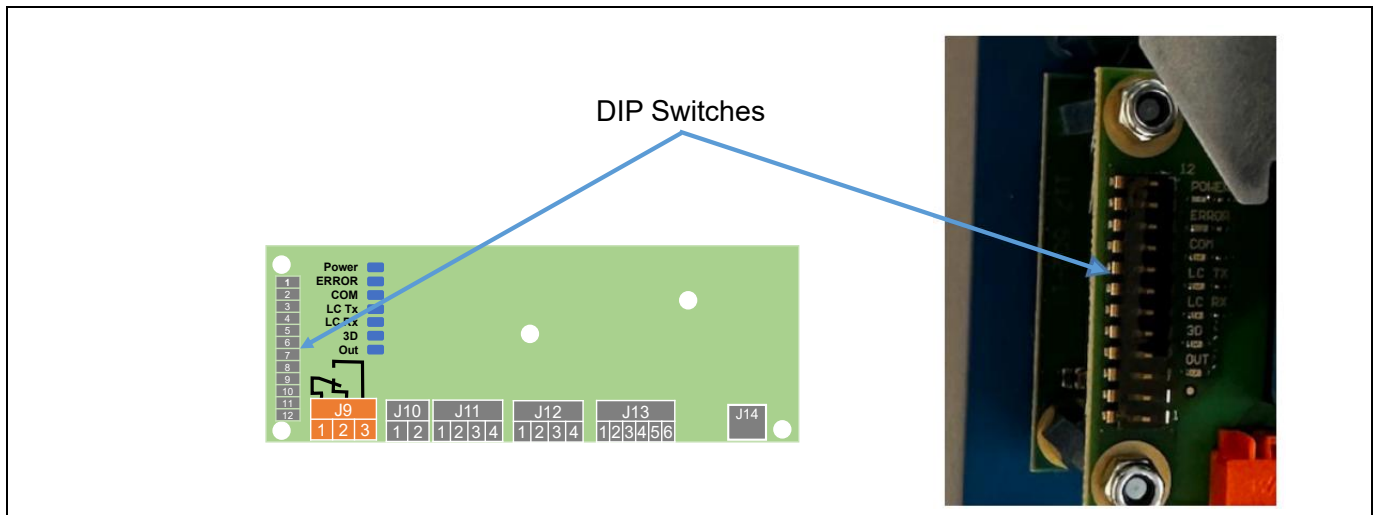 DIP Switches
Power
ERROR
COM
LC Tx
LC Rx
3D
Out
1
2
3
4
5
6
7
8
9
10
11
12
J9
1 2 3
J10
1 2
J11
1 2 3 4
J12
1 2 3 4
J13
1 2 3 4 5 6
J14
12
POWER
ERROR
COM
LC TX
LC RX
3D
OUT
1